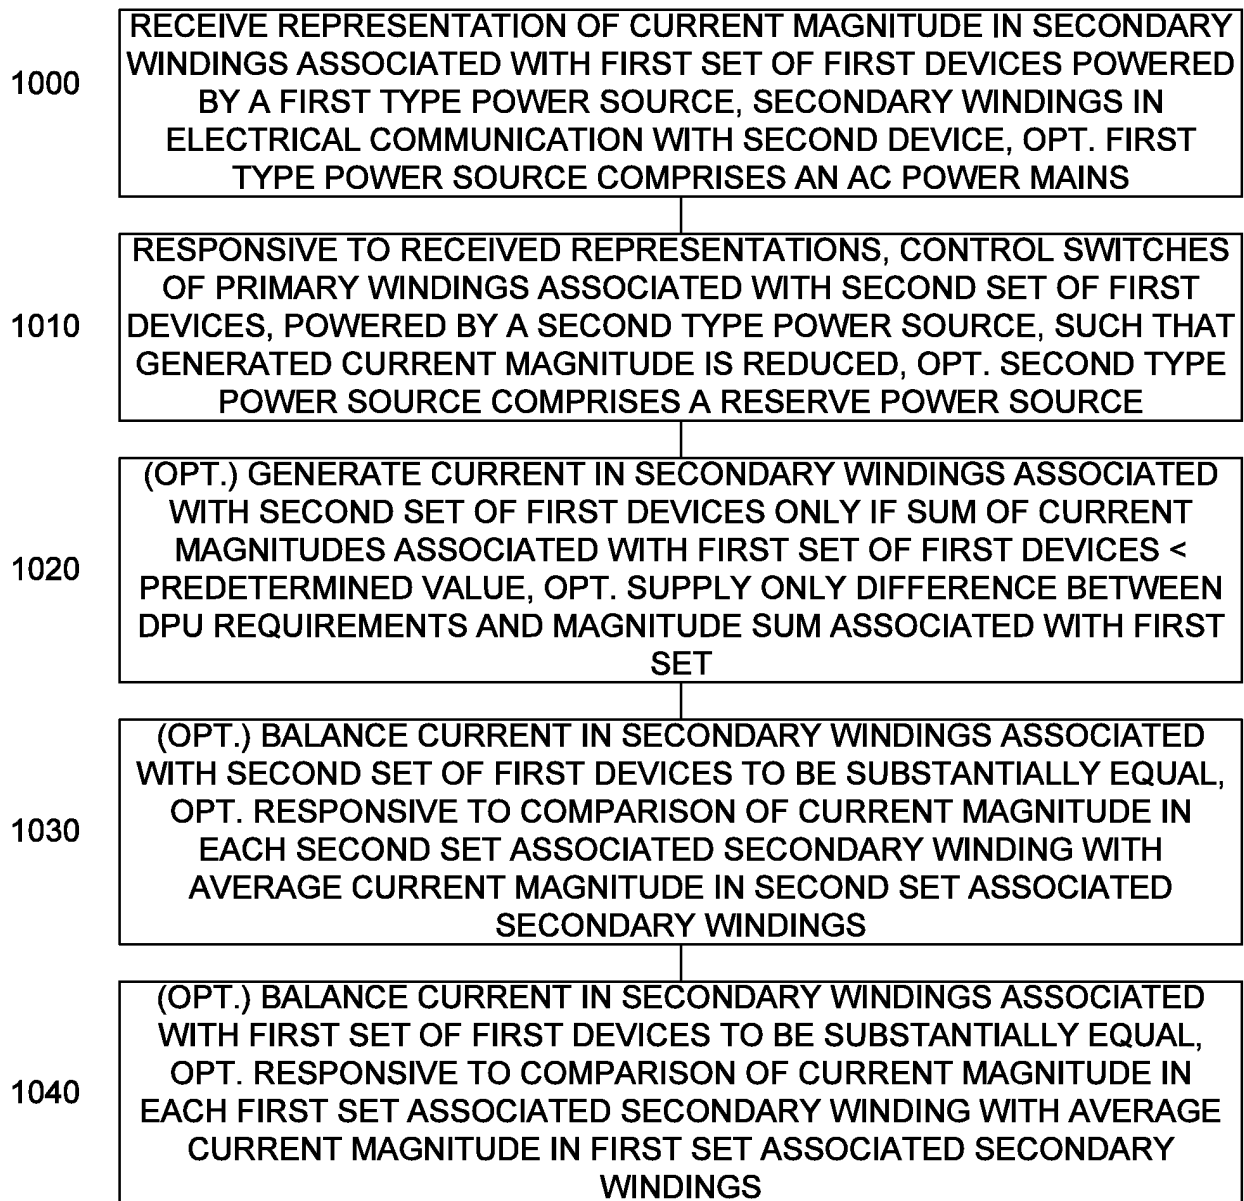 1000
RECEIVE REPRESENTATION OF CURRENT MAGNITUDE IN SECONDARY
WINDINGS ASSOCIATED WITH FIRST SET OF FIRST DEVICES POWERED
BY A FIRST TYPE POWER SOURCE, SECONDARY WINDINGS IN
ELECTRICAL COMMUNICATION WITH SECOND DEVICE, OPT. FIRST
TYPE POWER SOURCE COMPRISES AN AC POWER MAINS
1010
RESPONSIVE TO RECEIVED REPRESENTATIONS, CONTROL SWITCHES
OF PRIMARY WINDINGS ASSOCIATED WITH SECOND SET OF FIRST
DEVICES, POWERED BY A SECOND TYPE POWER SOURCE, SUCH THAT
GENERATED CURRENT MAGNITUDE IS REDUCED, OPT. SECOND TYPE
POWER SOURCE COMPRISES A RESERVE POWER SOURCE
1020
(OPT.) GENERATE CURRENT IN SECONDARY WINDINGS ASSOCIATED
WITH SECOND SET OF FIRST DEVICES ONLY IF SUM OF CURRENT
MAGNITUDES ASSOCIATED WITH FIRST SET OF FIRST DEVICES <
PREDETERMINED VALUE, OPT. SUPPLY ONLY DIFFERENCE BETWEEN
DPU REQUIREMENTS AND MAGNITUDE SUM ASSOCIATED WITH FIRST
SET
1030
(OPT.) BALANCE CURRENT IN SECONDARY WINDINGS ASSOCIATED
WITH SECOND SET OF FIRST DEVICES TO BE SUBSTANTIALLY EQUAL,
OPT. RESPONSIVE TO COMPARISON OF CURRENT MAGNITUDE IN
EACH SECOND SET ASSOCIATED SECONDARY WINDING WITH
AVERAGE CURRENT MAGNITUDE IN SECOND SET ASSOCIATED
SECONDARY WINDINGS
1040
(OPT.) BALANCE CURRENT IN SECONDARY WINDINGS ASSOCIATED
WITH FIRST SET OF FIRST DEVICES TO BE SUBSTANTIALLY EQUAL,
OPT. RESPONSIVE TO COMPARISON OF CURRENT MAGNITUDE IN
EACH FIRST SET ASSOCIATED SECONDARY WINDING WITH AVERAGE
CURRENT MAGNITUDE IN FIRST SET ASSOCIATED SECONDARY
WINDINGS